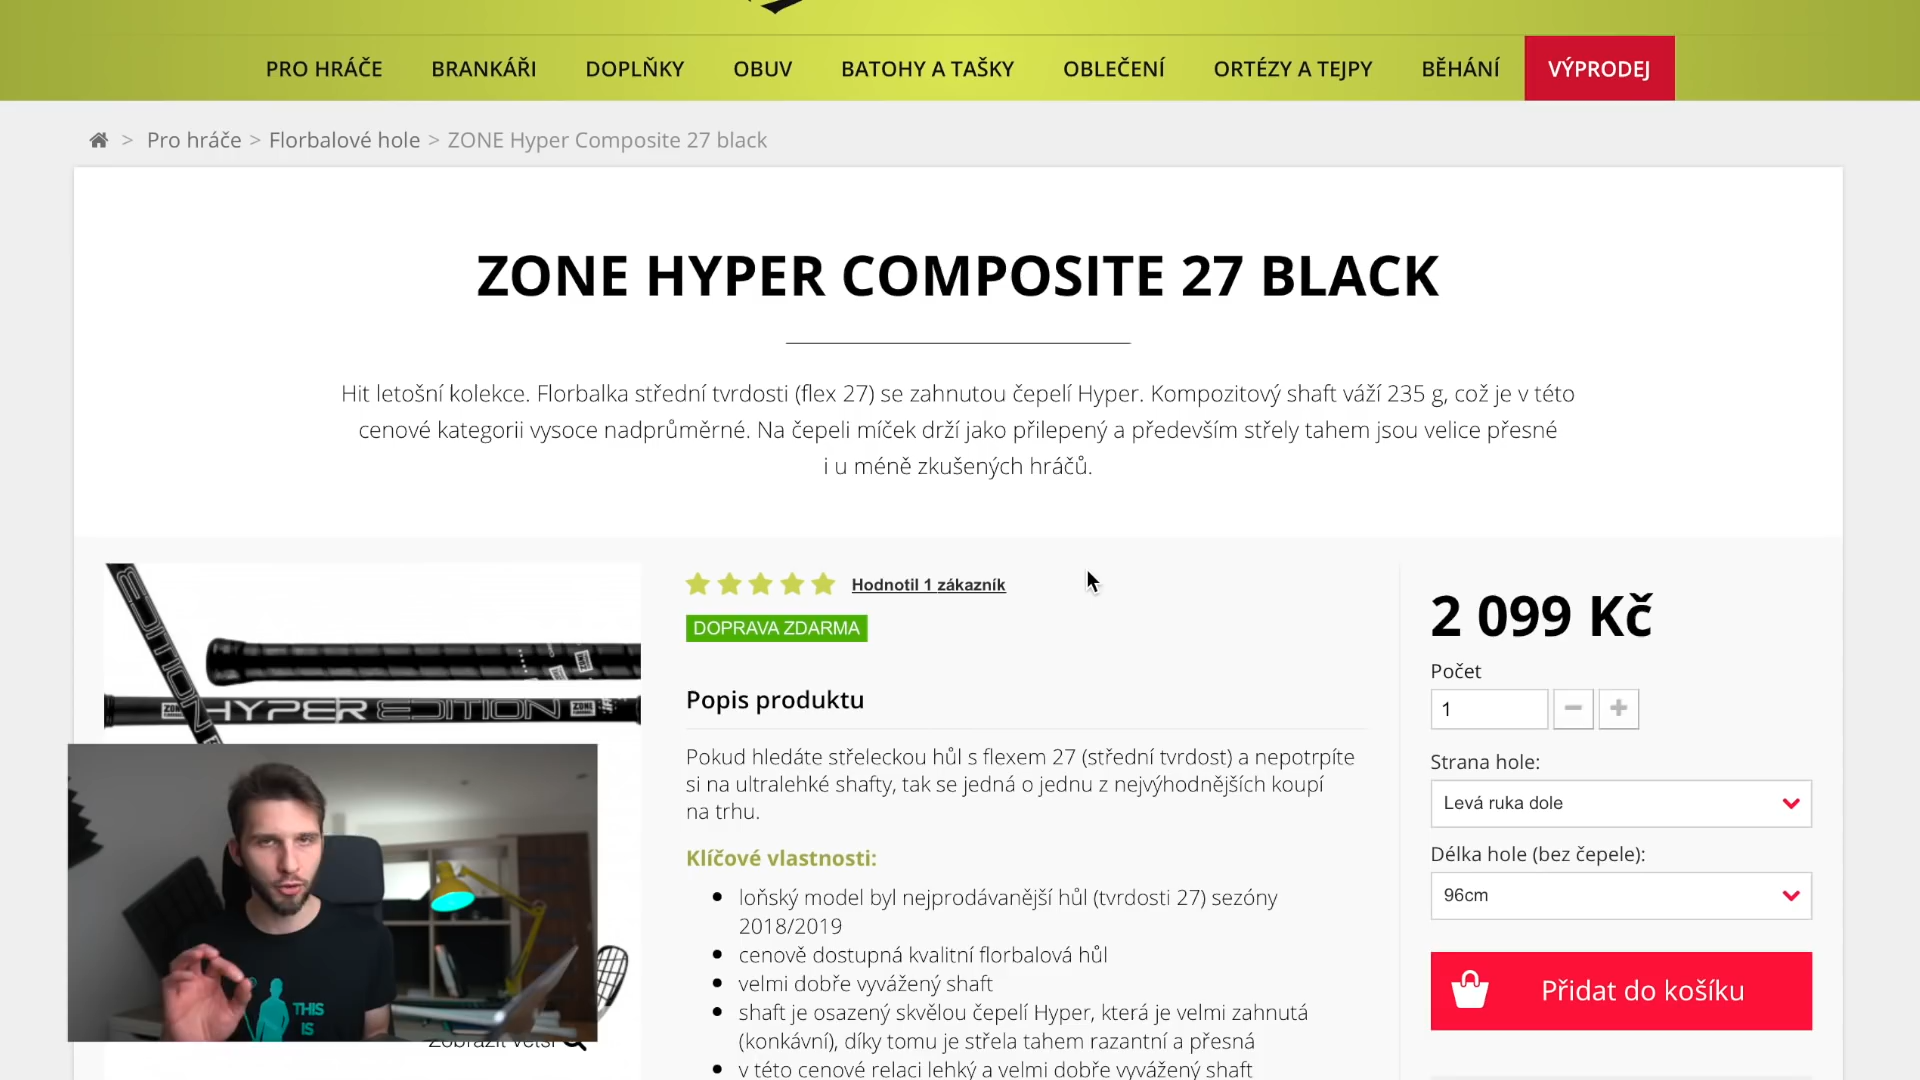 PRO HRÁČE BRANKÁŘI DOPLŇKY OBUV BATOHY A TAŠKY OBLEČENÍ ORTÉZY A TEJPY BĚHÁNÍ VÝPRODEJ
> Pro hráče > Florbalové hole > ZONE Hyper Composite 27 black
ZONE HYPER COMPOSITE 27 BLACK
Hit letošní kolekce. Florbalka střední tvrdosti (flex 27) se zahnutou čepelí Hyper. Kompozitový shaft váží 235 g, což je v této
cenové kategorii vysoce nadprůměrné. Na čepeli míček drží jako přilepený a především střely tahem jsou velice přesné
i u méně zkušených hráčů.
EDITION
ZONE
HYPER EDITION
ZONE
Zobrazit větší
THIS
IS
Hodnotil 1 zákazník
DOPRAVA ZDARMA
Popis produktu
Pokud hledáte střeleckou hůl s flexem 27 (střední tvrdost) a nepotrpíte
si na ultralehké shafty, tak se jedná o jednu z nejvýhodnějších koupí
na trhu.
Klíčové vlastnosti:
• loňský model byl nejprodávanější hůl (tvrdosti 27) sezóny
2018/2019
• cenově dostupná kvalitní florbalová hůl
• velmi dobře vyvážený shaft
• shaft je osazený skvělou čepelí Hyper, která je velmi zahnutá
(konkávní), díky tomu je střela tahem razantní a přesná
• v této cenové relaci lehký a velmi dobře vyvážený shaft
2 099 Kč
Počet
1
Strana hole:
Levá ruka dole
Délka hole (bez čepele):
96cm
Přidat do košíku